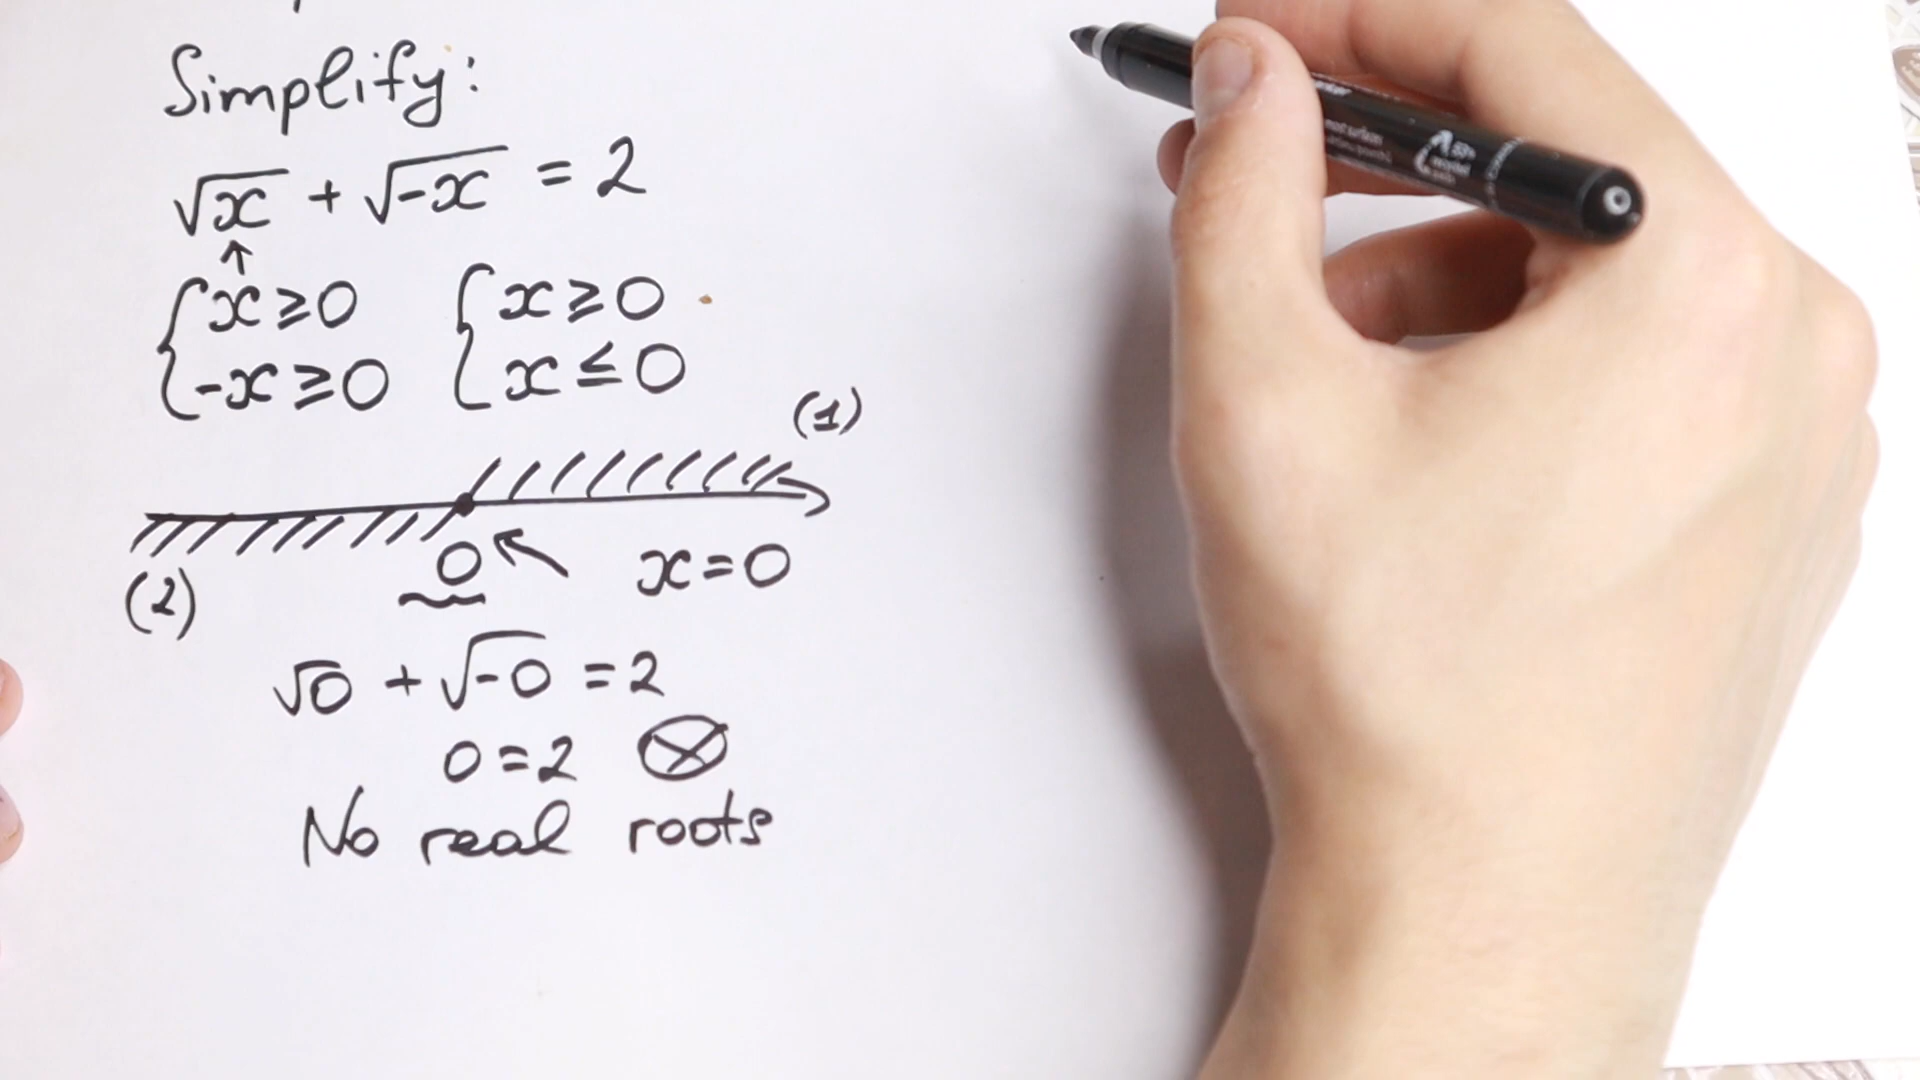 Simplify:
√x + √-x = 2
↑
{x ≥ 0 {x ≥ 0
{-x ≥ 0 {x ≤ 0
(1)
0 x = 0
(2)
√0 + √-0 = 2
0 = 2 ⊗
No real roots